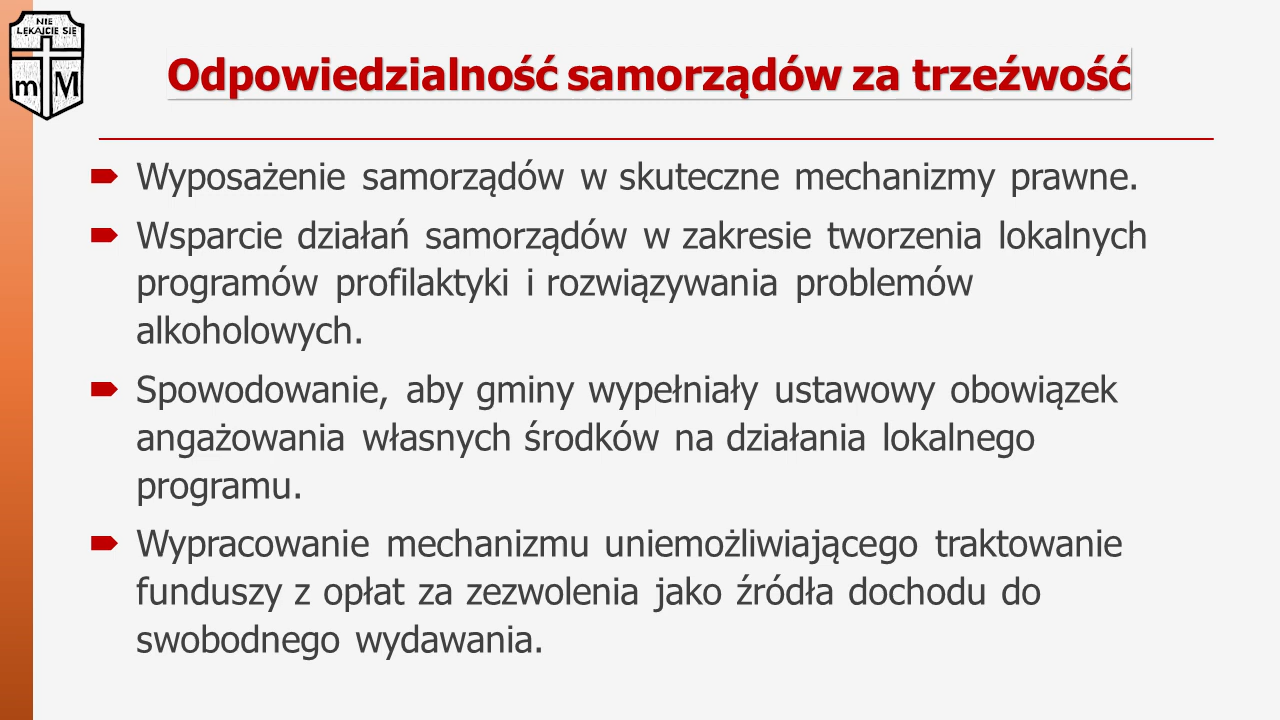 NIE
LĘKAJCIE SIĘ
m M
Odpowiedzialność samorządów za trzeźwość
Wyposażenie samorządów w skuteczne mechanizmy prawne.
Wsparcie działań samorządów w zakresie tworzenia lokalnych
programów profilaktyki i rozwiązywania problemów
alkoholowych.
Spowodowanie, aby gminy wypełniały ustawowy obowiązek
angażowania własnych środków na działania lokalnego
programu.
Wypracowanie mechanizmu uniemożliwiającego traktowanie
funduszy z opłat za zezwolenia jako źródła dochodu do
swobodnego wydawania.